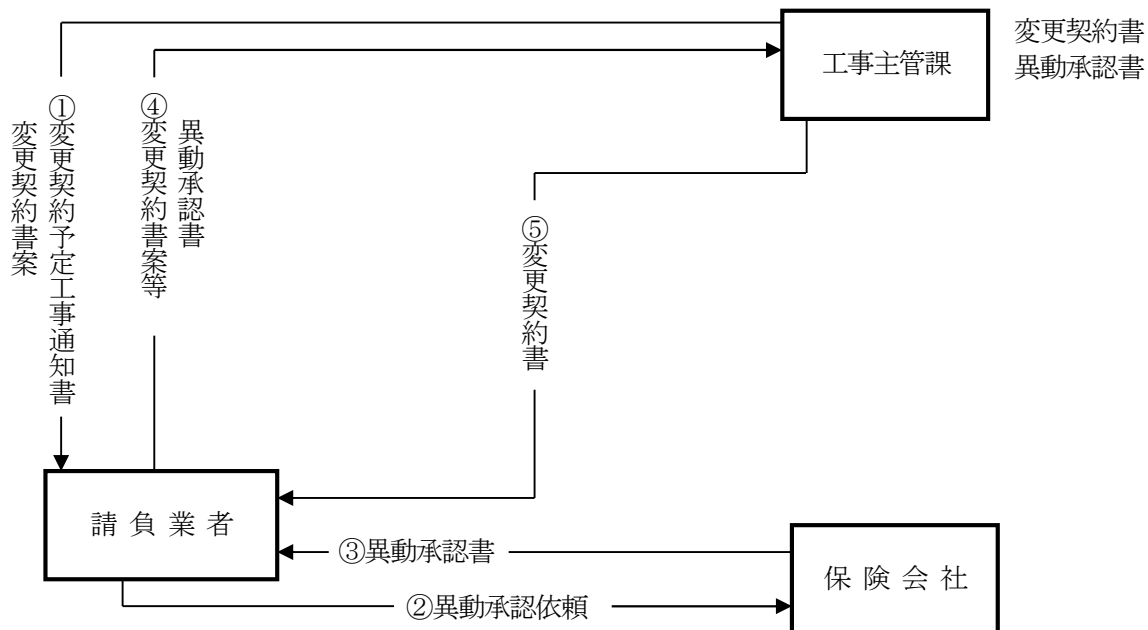 変更契約書
異動承認書
工事主管課
①変更契約予定工事通知書
変更契約書案
異動承認書
④変更契約書案等
⑤変更契約書
請負業者
③異動承認書
保険会社
②異動承認依頼